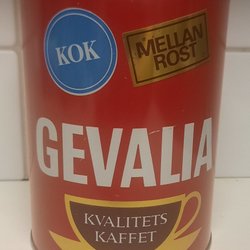 KOK
MELLAN
ROST
GEVALIA
KVALITETS
KAFFET